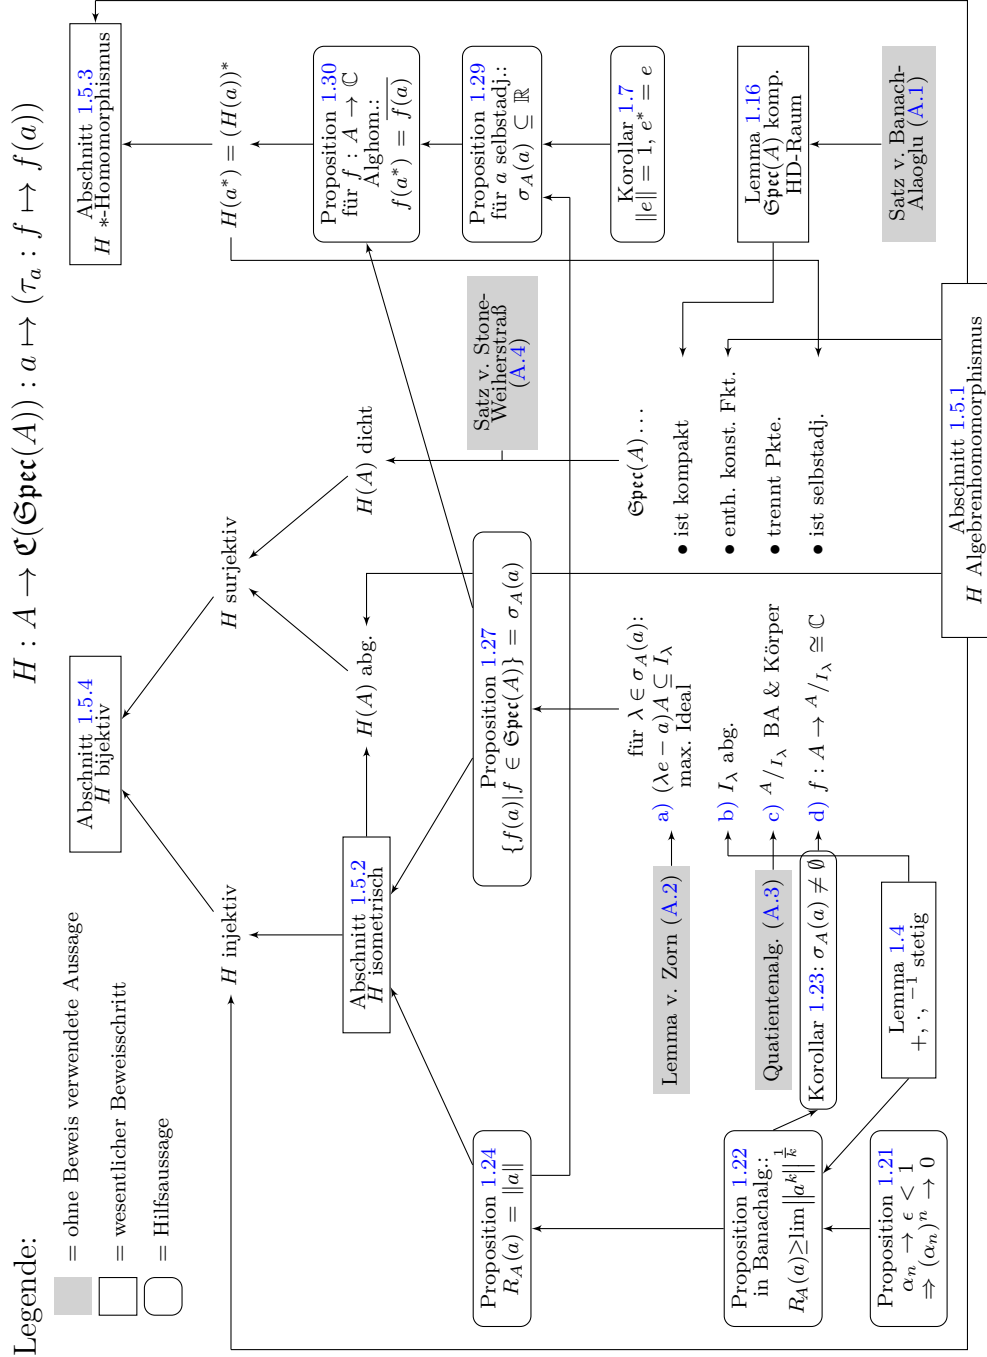 H : A → ℭ(𝔖𝔭𝔢𝔠(A)) : a ↦ (τ_a : f ↦ f(a))
Legende:
= ohne Beweis verwendete Aussage
= wesentlicher Beweisschritt
= Hilfsaussage
Abschnitt 1.5.4
H bijektiv
Abschnitt 1.5.3
H *-Homomorphismus
H injektiv
H surjektiv
H(a*) = (H(a))*
Abschnitt 1.5.2
H isometrisch
H(A) abg.
H(A) dicht
Proposition 1.30
für f : A → ℂ
Alghom.:
f(a*) = \overline{f(a)}
Proposition 1.24
R_A(a) = ‖a‖
Proposition 1.27
{f(a)|f ∈ 𝔖𝔭𝔢𝔠(A)} = σ_A(a)
Satz v. Stone-
Weiherstraß
(A.4)
Proposition 1.29
für a selbstadj.:
σ_A(a) ⊆ ℝ
Korollar 1.7
‖e‖ = 1, e* = e
Lemma v. Zorn (A.2)
für λ ∈ σ_A(a):
a) (λe − a)A ⊆ I_λ
max. Ideal
b) I_λ abg.
c) ^A/_{I_λ} BA & Körper
d) f : A → ^A/_{I_λ} ≅ ℂ
𝔖𝔭𝔢𝔠(A) …
• ist kompakt
• enth. konst. Fkt.
• trennt Pkte.
• ist selbstadj.
Lemma 1.16
𝔖𝔭𝔢𝔠(A) komp.
HD-Raum
Proposition 1.22
in Banachalg.:
R_A(a) ≥ lim ‖a^k‖^{1/k}
Quatientenalg. (A.3)
Korollar 1.23: σ_A(a) ≠ ∅
Proposition 1.21
α_n → ϵ < 1
⇒ (α_n)^n → 0
Lemma 1.4
+, ·, ^{−1} stetig
Satz v. Banach-
Alaoglu (A.1)
Abschnitt 1.5.1
H Algebrenhomomorphismus